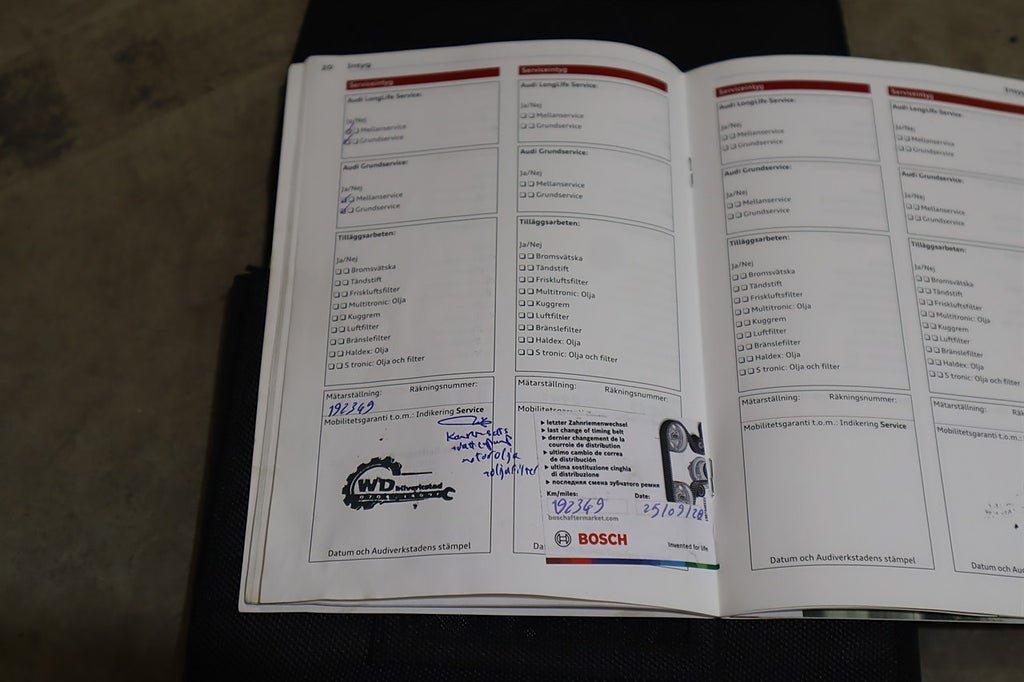 20 Intyg
Serviceintyg
Audi LongLife Service:
Ja/Nej
Mellanservice
Grundservice
Audi Grundservice:
Ja/Nej
Mellanservice
Grundservice
Tilläggsarbeten:
Ja/Nej
Bromsvätska
Tändstift
Friskluftsfilter
Multitronic: Olja
Kuggrem
Luftfilter
Bränslefilter
Haldex: Olja
S tronic: Olja och filter
Mätarställning: Räkningsnummer:
192349
Mobilitetsgaranti t.o.m.: Indikering Service
motorolja
oljafilter
WD bilverkstad
Datum och Audiverkstadens stämpel
Serviceintyg
Audi LongLife Service:
Ja/Nej
Mellanservice
Grundservice
Audi Grundservice:
Ja/Nej
Mellanservice
Grundservice
Tilläggsarbeten:
Ja/Nej
Bromsvätska
Tändstift
Friskluftsfilter
Multitronic: Olja
Kuggrem
Luftfilter
Bränslefilter
Haldex: Olja
S tronic: Olja och filter
Mätarställning: Räkningsnummer:
letzter Zahnriemenwechsel
last change of timing belt
dernier changement de la
courroie de distribution
ultimo cambio de correa
de distribución
ultima sostituzione cinghia
di distribuzione
последняя смена зубчатого ремня
Km/miles: Date:
192349 25/09/20
boschaftermarket.com
BOSCH Invented for life
Da
Serviceintyg
Audi LongLife Service:
Ja/Nej
Mellanservice
Grundservice
Audi Grundservice:
Ja/Nej
Mellanservice
Grundservice
Tilläggsarbeten:
Ja/Nej
Bromsvätska
Tändstift
Friskluftsfilter
Multitronic: Olja
Kuggrem
Luftfilter
Bränslefilter
Haldex: Olja
S tronic: Olja och filter
Mätarställning: Räkningsnummer:
Mobilitetsgaranti t.o.m.: Indikering Service
Datum och Audiverkstadens stämpel
Serviceintyg
Audi LongLife Service:
Ja/Nej
Mellanservice
Grundservice
Audi Grundservice:
Ja/Nej
Mellanservice
Grundservice
Tilläggsarbeten:
Ja/Nej
Bromsvätska
Tändstift
Friskluftsfilter
Multitronic: Olja
Kuggrem
Luftfilter
Bränslefilter
Haldex: Olja
S tronic: Olja och filter
Mätarställning:
Mobilitetsgaranti t.o.m.:
Datum och Audi